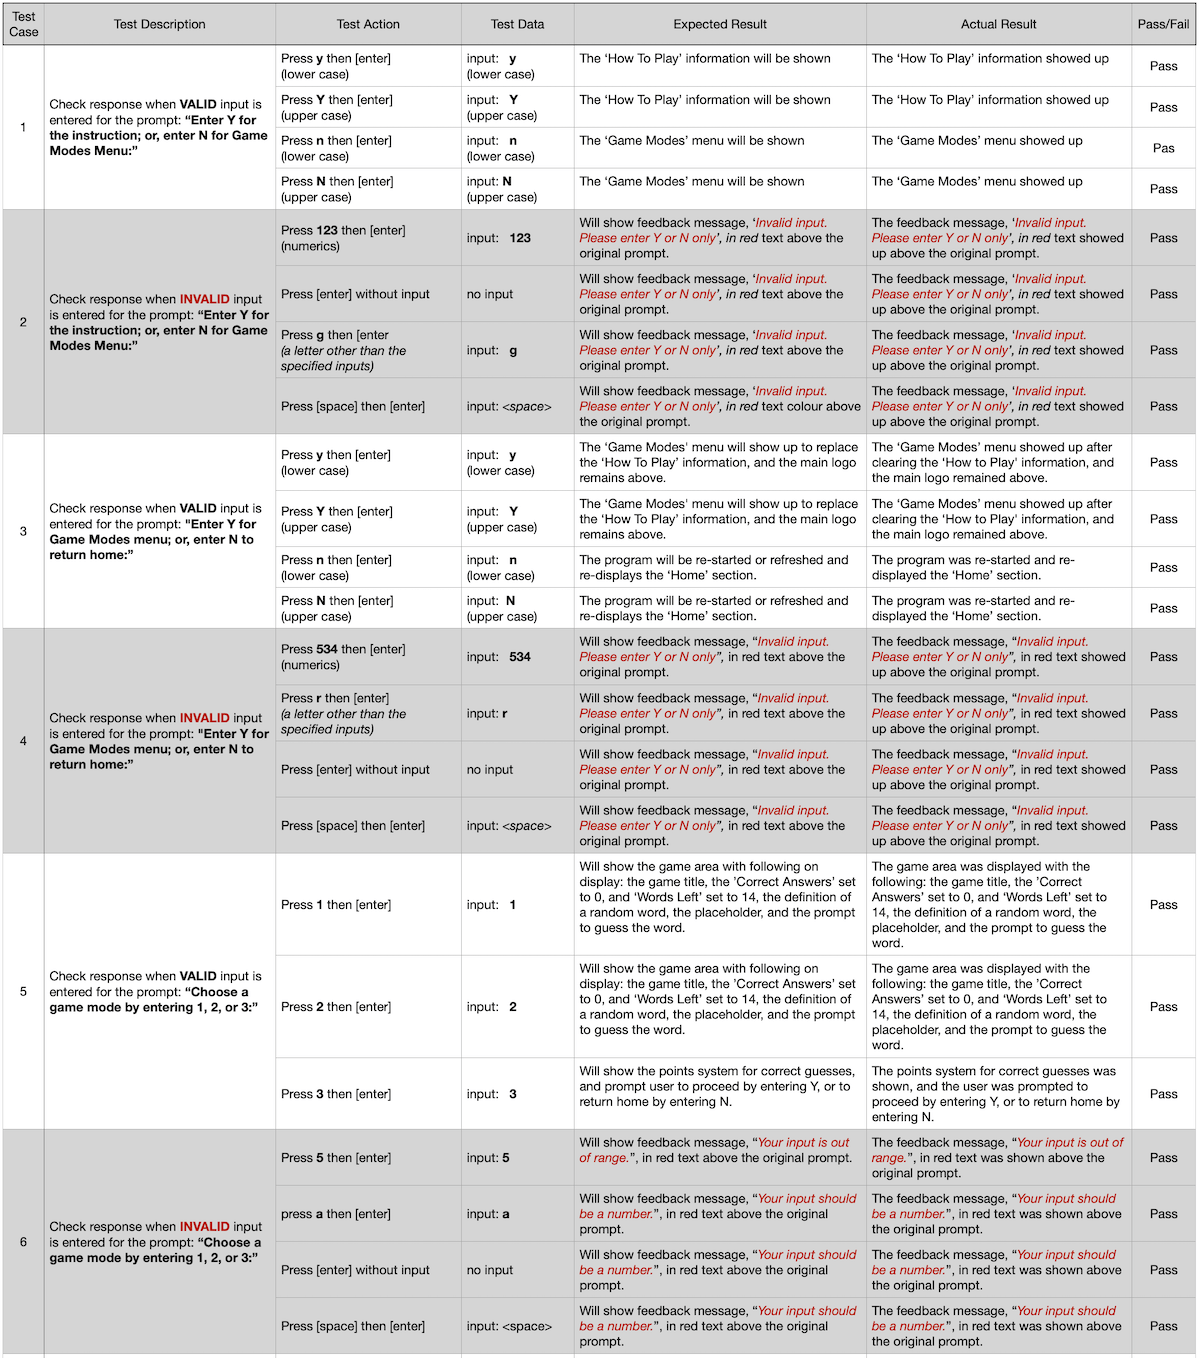 Test Case
Test Description
Test Action
Test Data
Expected Result
Actual Result
Pass/Fail
1
Check response when VALID input is
entered for the prompt: “Enter Y for
the instruction; or, enter N for Game
Modes Menu:”
Press y then [enter]
(lower case)
input: y
(lower case)
The ‘How To Play’ information will be shown
The ‘How To Play’ information showed up
Pass
Press Y then [enter]
(upper case)
input: Y
(upper case)
The ‘How To Play’ information will be shown
The ‘How To Play’ information showed up
Pass
Press n then [enter]
(lower case)
input: n
(lower case)
The ‘Game Modes’ menu will be shown
The ‘Game Modes’ menu showed up
Pas
Press N then [enter]
(upper case)
input: N
(upper case)
The ‘Game Modes’ menu will be shown
The ‘Game Modes’ menu showed up
Pass
2
Check response when INVALID input
is entered for the prompt: “Enter Y for
the instruction; or, enter N for Game
Modes Menu:”
Press 123 then [enter]
(numerics)
input: 123
Will show feedback message, ‘Invalid input.
Please enter Y or N only’, in red text above the
original prompt.
The feedback message, ‘Invalid input.
Please enter Y or N only’, in red text showed
up above the original prompt.
Pass
Press [enter] without input
no input
Will show feedback message, ‘Invalid input.
Please enter Y or N only’, in red text above the
original prompt.
The feedback message, ‘Invalid input.
Please enter Y or N only’, in red text showed
up above the original prompt.
Pass
Press g then [enter
(a letter other than the
specified inputs)
input: g
Will show feedback message, ‘Invalid input.
Please enter Y or N only’, in red text above the
original prompt.
The feedback message, ‘Invalid input.
Please enter Y or N only’, in red text showed
up above the original prompt.
Pass
Press [space] then [enter]
input: <space>
Will show feedback message, ‘Invalid input.
Please enter Y or N only’, in red text colour above
the original prompt.
The feedback message, ‘Invalid input.
Please enter Y or N only’, in red text showed
up above the original prompt.
Pass
3
Check response when VALID input is
entered for the prompt: "Enter Y for
Game Modes menu; or, enter N to
return home:”
Press y then [enter]
(lower case)
input: y
(lower case)
The ‘Game Modes' menu will show up to replace
the ‘How To Play’ information, and the main logo
remains above.
The ‘Game Modes’ menu showed up after
clearing the ‘How to Play' information, and
the main logo remained above.
Pass
Press Y then [enter]
(upper case)
input: Y
(upper case)
The ‘Game Modes' menu will show up to replace
the ‘How To Play’ information, and the main logo
remains above.
The ‘Game Modes’ menu showed up after
clearing the ‘How to Play' information, and
the main logo remained above.
Pass
Press n then [enter]
(lower case)
input: n
(lower case)
The program will be re-started or refreshed and
re-displays the ‘Home’ section.
The program was re-started and re-
displayed the ‘Home’ section.
Pass
Press N then [enter]
(upper case)
input: N
(upper case)
The program will be re-started or refreshed and
re-displays the ‘Home’ section.
The program was re-started and re-
displayed the ‘Home’ section.
Pass
4
Check response when INVALID input
is entered for the prompt: "Enter Y for
Game Modes menu; or, enter N to
return home:”
Press 534 then [enter]
(numerics)
input: 534
Will show feedback message, “Invalid input.
Please enter Y or N only”, in red text above the
original prompt.
The feedback message, “Invalid input.
Please enter Y or N only”, in red text showed
up above the original prompt.
Pass
Press r then [enter]
(a letter other than the
specified inputs)
input: r
Will show feedback message, “Invalid input.
Please enter Y or N only”, in red text above the
original prompt.
The feedback message, “Invalid input.
Please enter Y or N only”, in red text showed
up above the original prompt.
Pass
Press [enter] without input
no input
Will show feedback message, “Invalid input.
Please enter Y or N only”, in red text above the
original prompt.
The feedback message, “Invalid input.
Please enter Y or N only”, in red text showed
up above the original prompt.
Pass
Press [space] then [enter]
input: <space>
Will show feedback message, “Invalid input.
Please enter Y or N only”, in red text above the
original prompt.
The feedback message, “Invalid input.
Please enter Y or N only”, in red text showed
up above the original prompt.
Pass
5
Check response when VALID input is
entered for the prompt: “Choose a
game mode by entering 1, 2, or 3:”
Press 1 then [enter]
input: 1
Will show the game area with following on
display: the game title, the ’Correct Answers’ set
to 0, and ‘Words Left’ set to 14, the definition of
a random word, the placeholder, and the prompt
to guess the word.
The game area was displayed with the
following: the game title, the ’Correct
Answers’ set to 0, and ‘Words Left’ set to
14, the definition of a random word, the
placeholder, and the prompt to guess the
word.
Pass
Press 2 then [enter]
input: 2
Will show the game area with following on
display: the game title, the ’Correct Answers’ set
to 0, and ‘Words Left’ set to 14, the definition of
a random word, the placeholder, and the prompt
to guess the word.
The game area was displayed with the
following: the game title, the ’Correct
Answers’ set to 0, and ‘Words Left’ set to
14, the definition of a random word, the
placeholder, and the prompt to guess the
word.
Pass
Press 3 then [enter]
input: 3
Will show the points system for correct guesses,
and prompt user to proceed by entering Y, or to
return home by entering N.
The points system for correct guesses was
shown, and the user was prompted to
proceed by entering Y, or to return home by
entering N.
Pass
6
Check response when INVALID input
is entered for the prompt: “Choose a
game mode by entering 1, 2, or 3:”
Press 5 then [enter]
input: 5
Will show feedback message, “Your input is out
of range.”, in red text above the original prompt.
The feedback message, “Your input is out of
range.”, in red text was shown above the
original prompt.
Pass
press a then [enter]
input: a
Will show feedback message, “Your input should
be a number.”, in red text above the original
prompt.
The feedback message, “Your input should
be a number.”, in red text was shown above
the original prompt.
Pass
Press [enter] without input
no input
Will show feedback message, “Your input should
be a number.”, in red text above the original
prompt.
The feedback message, “Your input should
be a number.”, in red text was shown above
the original prompt.
Pass
Press [space] then [enter]
input: <space>
Will show feedback message, “Your input should
be a number.”, in red text above the original
prompt.
The feedback message, “Your input should
be a number.”, in red text was shown above
the original prompt.
Pass